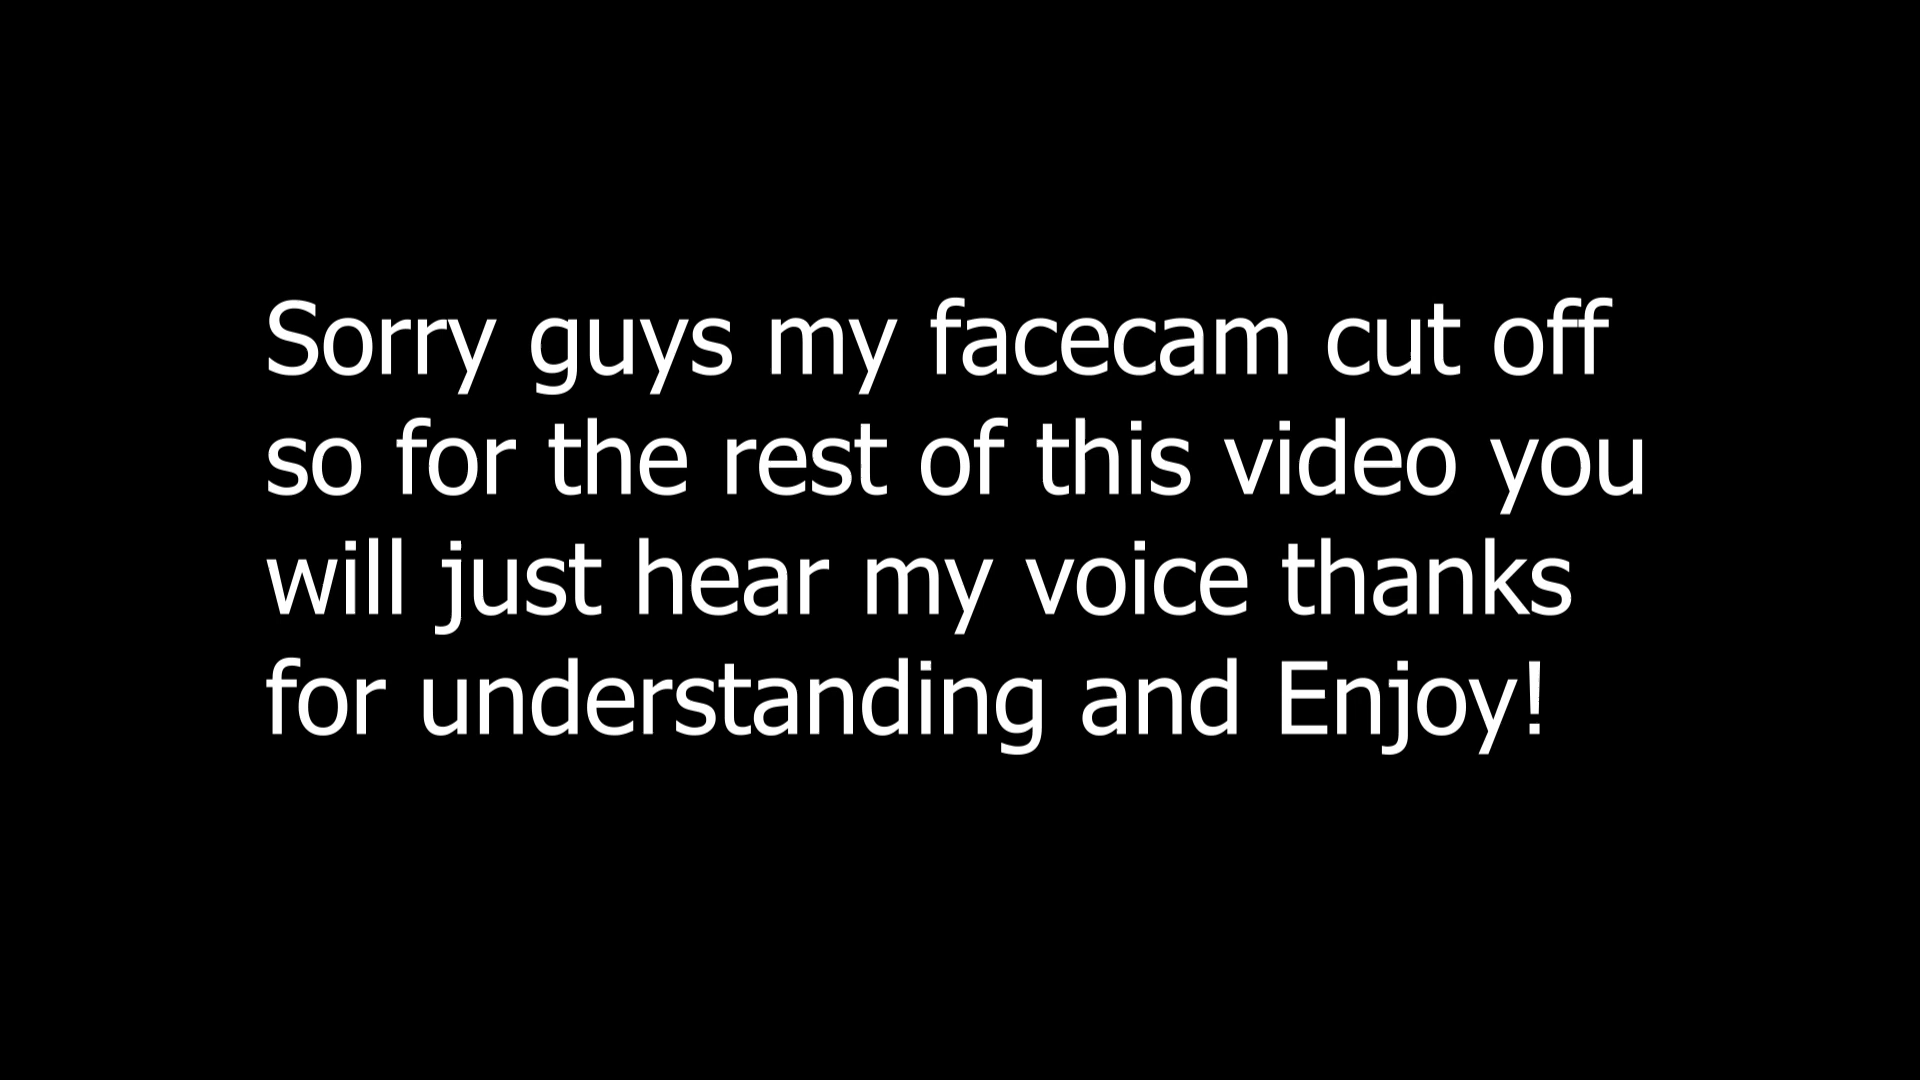 Sorry guys my facecam cut off
so for the rest of this video you
will just hear my voice thanks
for understanding and Enjoy!